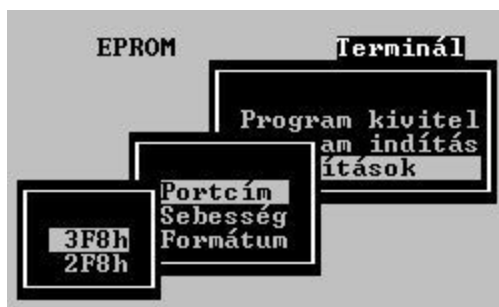 EPROM Terminál
Program kivitel
am indítás
ítások
Portcím
Sebesség
Formátum
3F8h
2F8h